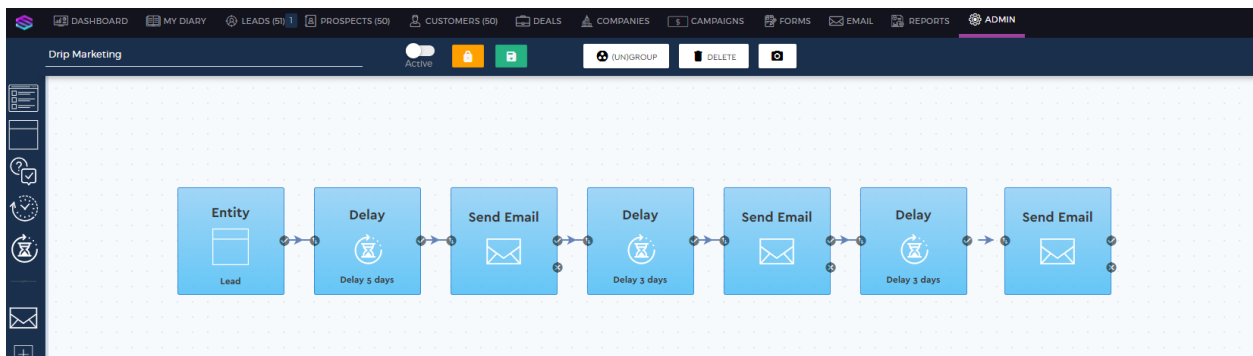 DASHBOARD MY DIARY LEADS (51) 1 PROSPECTS (50) CUSTOMERS (50) DEALS COMPANIES $ CAMPAIGNS FORMS EMAIL REPORTS ADMIN
Drip Marketing
Active
(UN)GROUP DELETE
Entity Delay Send Email Delay Send Email Delay Send Email
Lead Delay 5 days Delay 3 days Delay 3 days